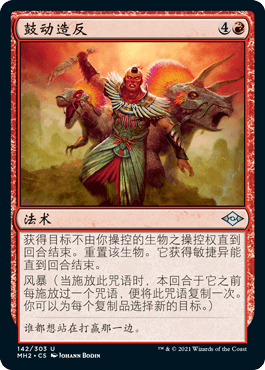 鼓动造反 4
法术
获得目标不由你操控的生物之操控权直到
回合结束。重置该生物。它获得敏捷异能
直到回合结束。
风暴（当施放此咒语时，本回合于它之前
每施放过一个咒语，便将此咒语复制一次。
你可以为每个复制品选择新的目标。）
谁都想站在打赢那一边。
142/303 U
MH2 • CS Johann Bodin
™ & © 2021 Wizards of the Coast